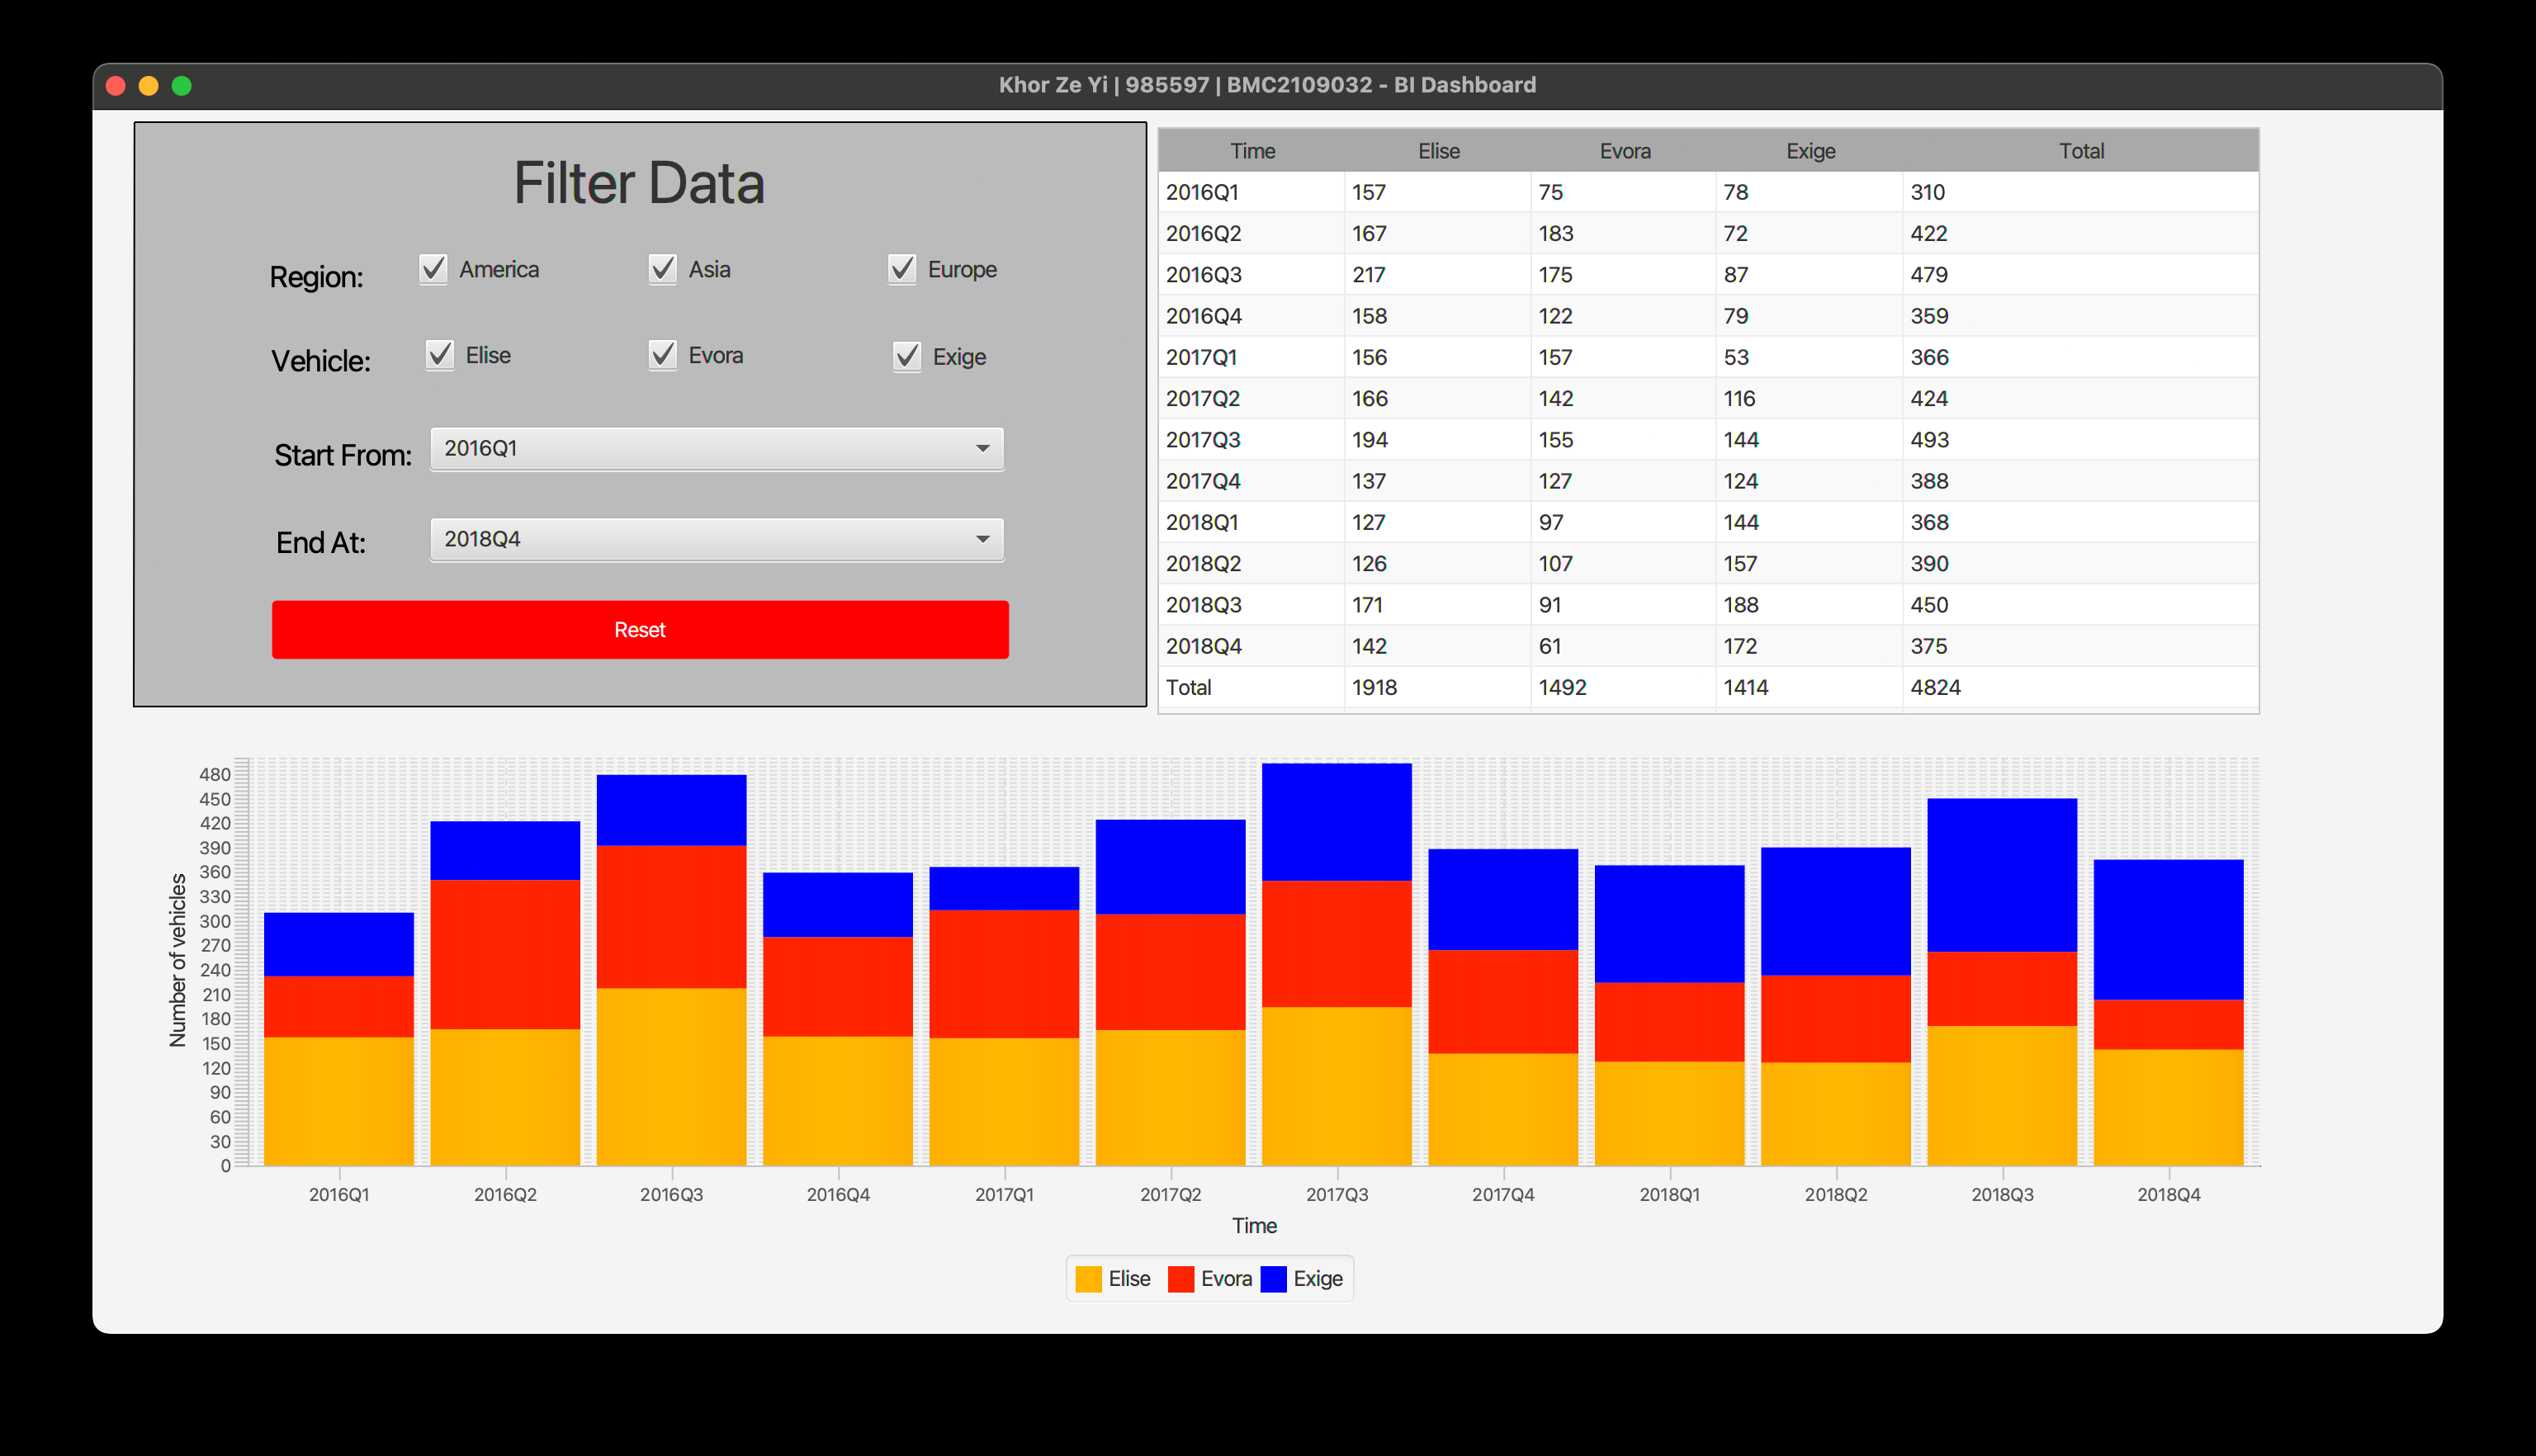 Khor Ze Yi | 985597 | BMC2109032 - BI Dashboard
Filter Data
Region: America Asia Europe
Vehicle: Elise Evora Exige
Start From: 2016Q1
End At: 2018Q4
Reset
Time Elise Evora Exige Total
2016Q1 157 75 78 310
2016Q2 167 183 72 422
2016Q3 217 175 87 479
2016Q4 158 122 79 359
2017Q1 156 157 53 366
2017Q2 166 142 116 424
2017Q3 194 155 144 493
2017Q4 137 127 124 388
2018Q1 127 97 144 368
2018Q2 126 107 157 390
2018Q3 171 91 188 450
2018Q4 142 61 172 375
Total 1918 1492 1414 4824
Number of vehicles
480
450
420
390
360
330
300
270
240
210
180
150
120
90
60
30
0
2016Q1 2016Q2 2016Q3 2016Q4 2017Q1 2017Q2 2017Q3 2017Q4 2018Q1 2018Q2 2018Q3 2018Q4
Time
Elise Evora Exige